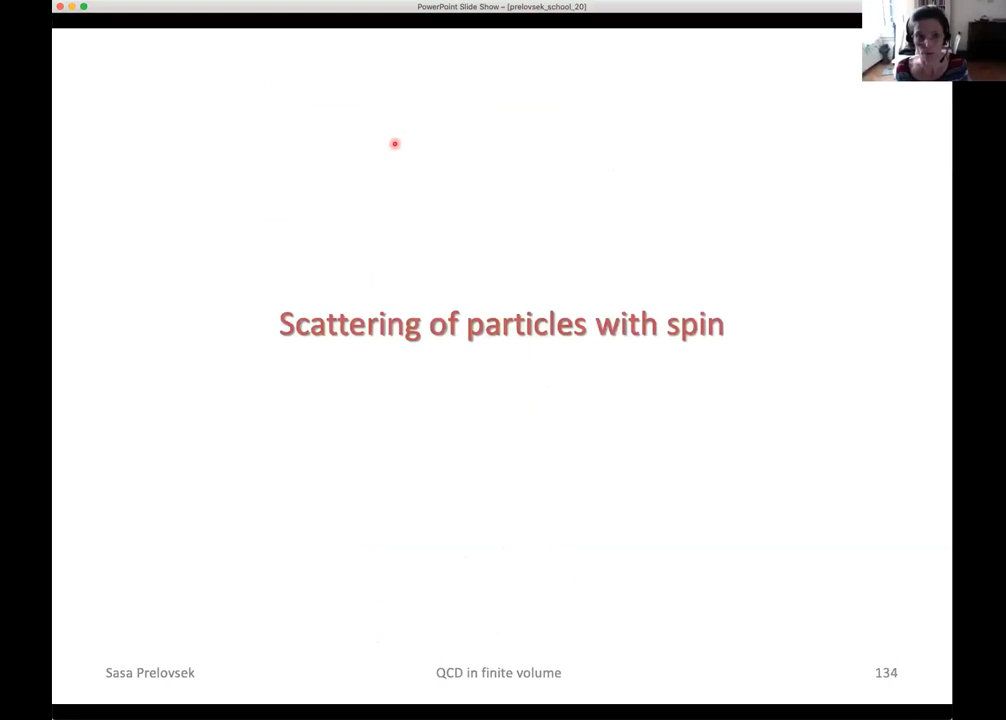 PowerPoint Slide Show – [prelovsek_school_20]
Scattering of particles with spin
Sasa Prelovsek
QCD in finite volume
134